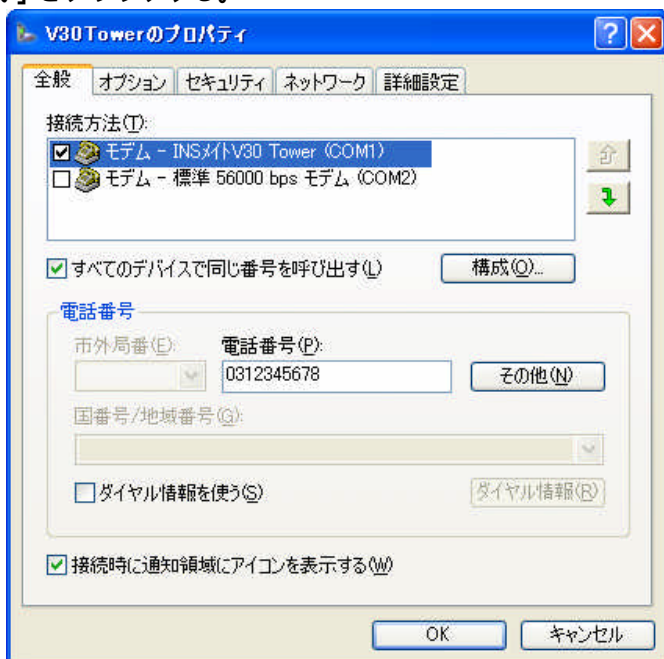 V30Towerのプロパティ
全般 オプション セキュリティ ネットワーク 詳細設定
接続方法(T):
モデム - INSメイトV30 Tower (COM1)
モデム - 標準 56000 bps モデム (COM2)
すべてのデバイスで同じ番号を呼び出す(L) 構成(O)...
電話番号
市外局番(E): 電話番号(P):
0312345678 その他(N)
国番号/地域番号(G):
ダイヤル情報を使う(S) ダイヤル情報(R)
接続時に通知領域にアイコンを表示する(W)
OK キャンセル